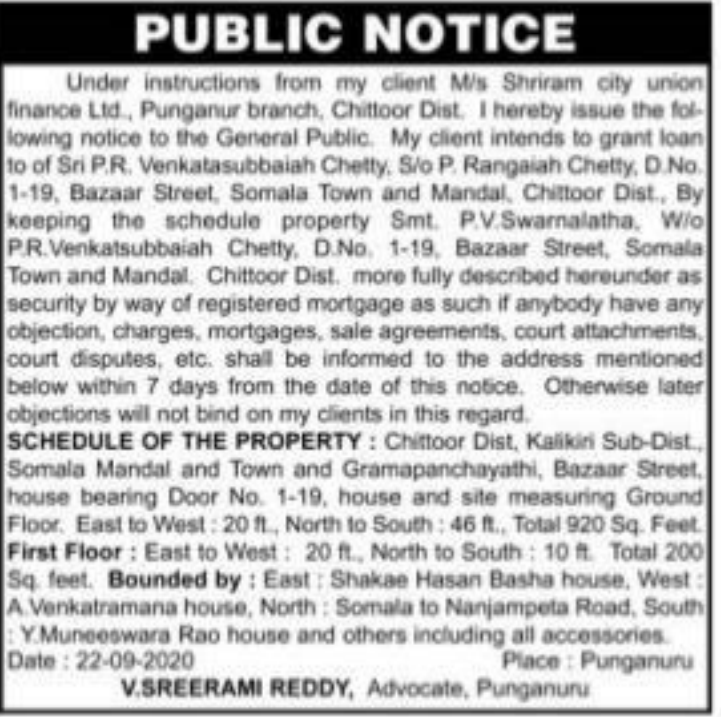 PUBLIC NOTICE
Under instructions from my client M/s Shriram city union
finance Ltd., Punganur branch, Chittoor Dist. I hereby issue the fol-
lowing notice to the General Public. My client intends to grant loan
to of Sri P.R. Venkatasubbaiah Chetty, S/o P. Rangaiah Chetty, D.No.
1-19, Bazaar Street, Somala Town and Mandal, Chittoor Dist., By
keeping the schedule property Smt. P.V.Swarnalatha, W/o
P.R.Venkatsubbaiah Chetty, D.No. 1-19, Bazaar Street, Somala
Town and Mandal. Chittoor Dist. more fully described hereunder as
security by way of registered mortgage as such if anybody have any
objection, charges, mortgages, sale agreements, court attachments,
court disputes, etc. shall be informed to the address mentioned
below within 7 days from the date of this notice. Otherwise later
objections will not bind on my clients in this regard.
SCHEDULE OF THE PROPERTY : Chittoor Dist, Kalikiri Sub-Dist.,
Somala Mandal and Town and Gramapanchayathi, Bazaar Street,
house bearing Door No. 1-19, house and site measuring Ground
Floor. East to West : 20 ft., North to South : 46 ft., Total 920 Sq. Feet.
First Floor : East to West : 20 ft., North to South : 10 ft. Total 200
Sq. feet. Bounded by : East : Shakae Hasan Basha house, West :
A.Venkatramana house, North : Somala to Nanjampeta Road, South
: Y.Muneeswara Rao house and others including all accessories.
Date : 22-09-2020 Place : Punganuru
V.SREERAMI REDDY, Advocate, Punganuru